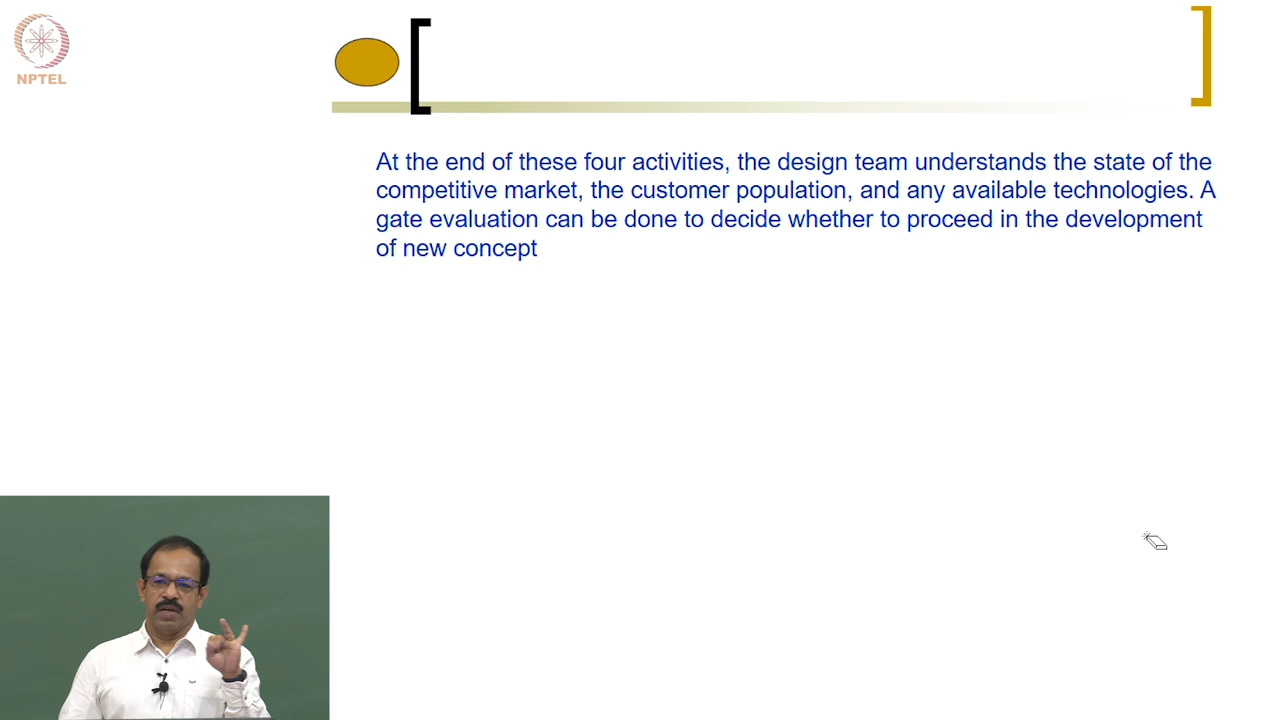 NPTEL
At the end of these four activities, the design team understands the state of the
competitive market, the customer population, and any available technologies. A
gate evaluation can be done to decide whether to proceed in the development
of new concept